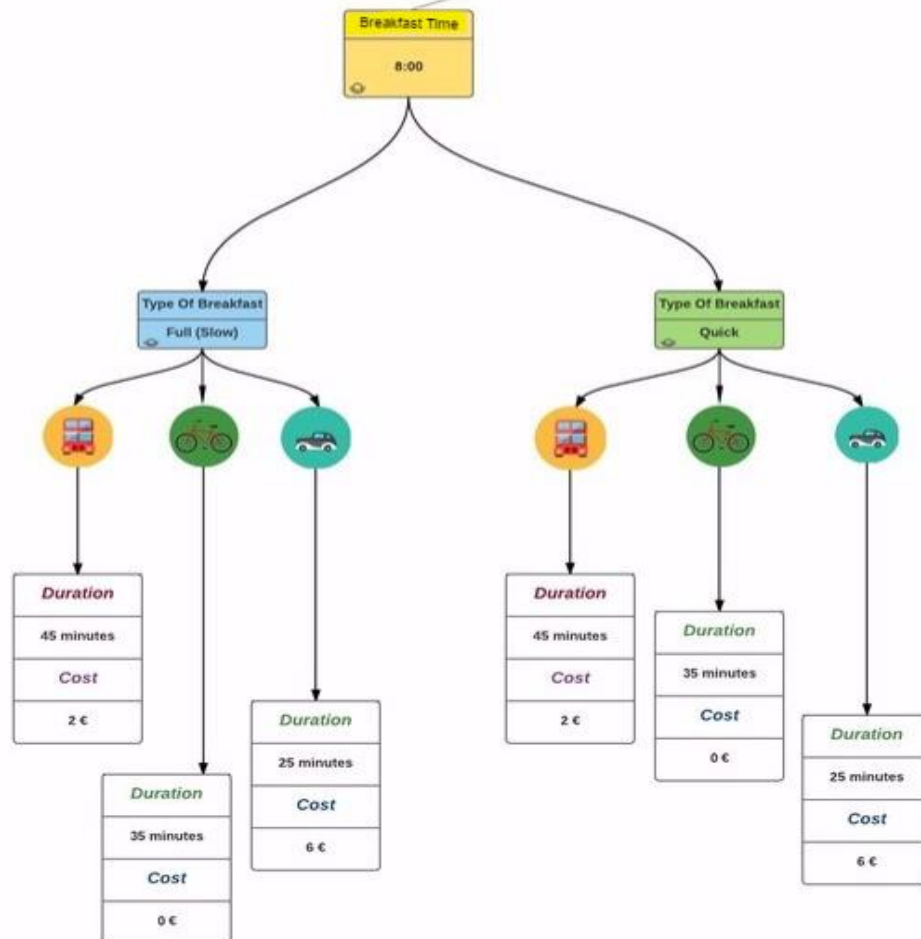 Breakfast Time
8:00
Type Of Breakfast
Full (Slow)
Type Of Breakfast
Quick
Duration
45 minutes
Cost
2 €
Duration
35 minutes
Cost
0 €
Duration
25 minutes
Cost
6 €
Duration
45 minutes
Cost
2 €
Duration
35 minutes
Cost
0 €
Duration
25 minutes
Cost
6 €